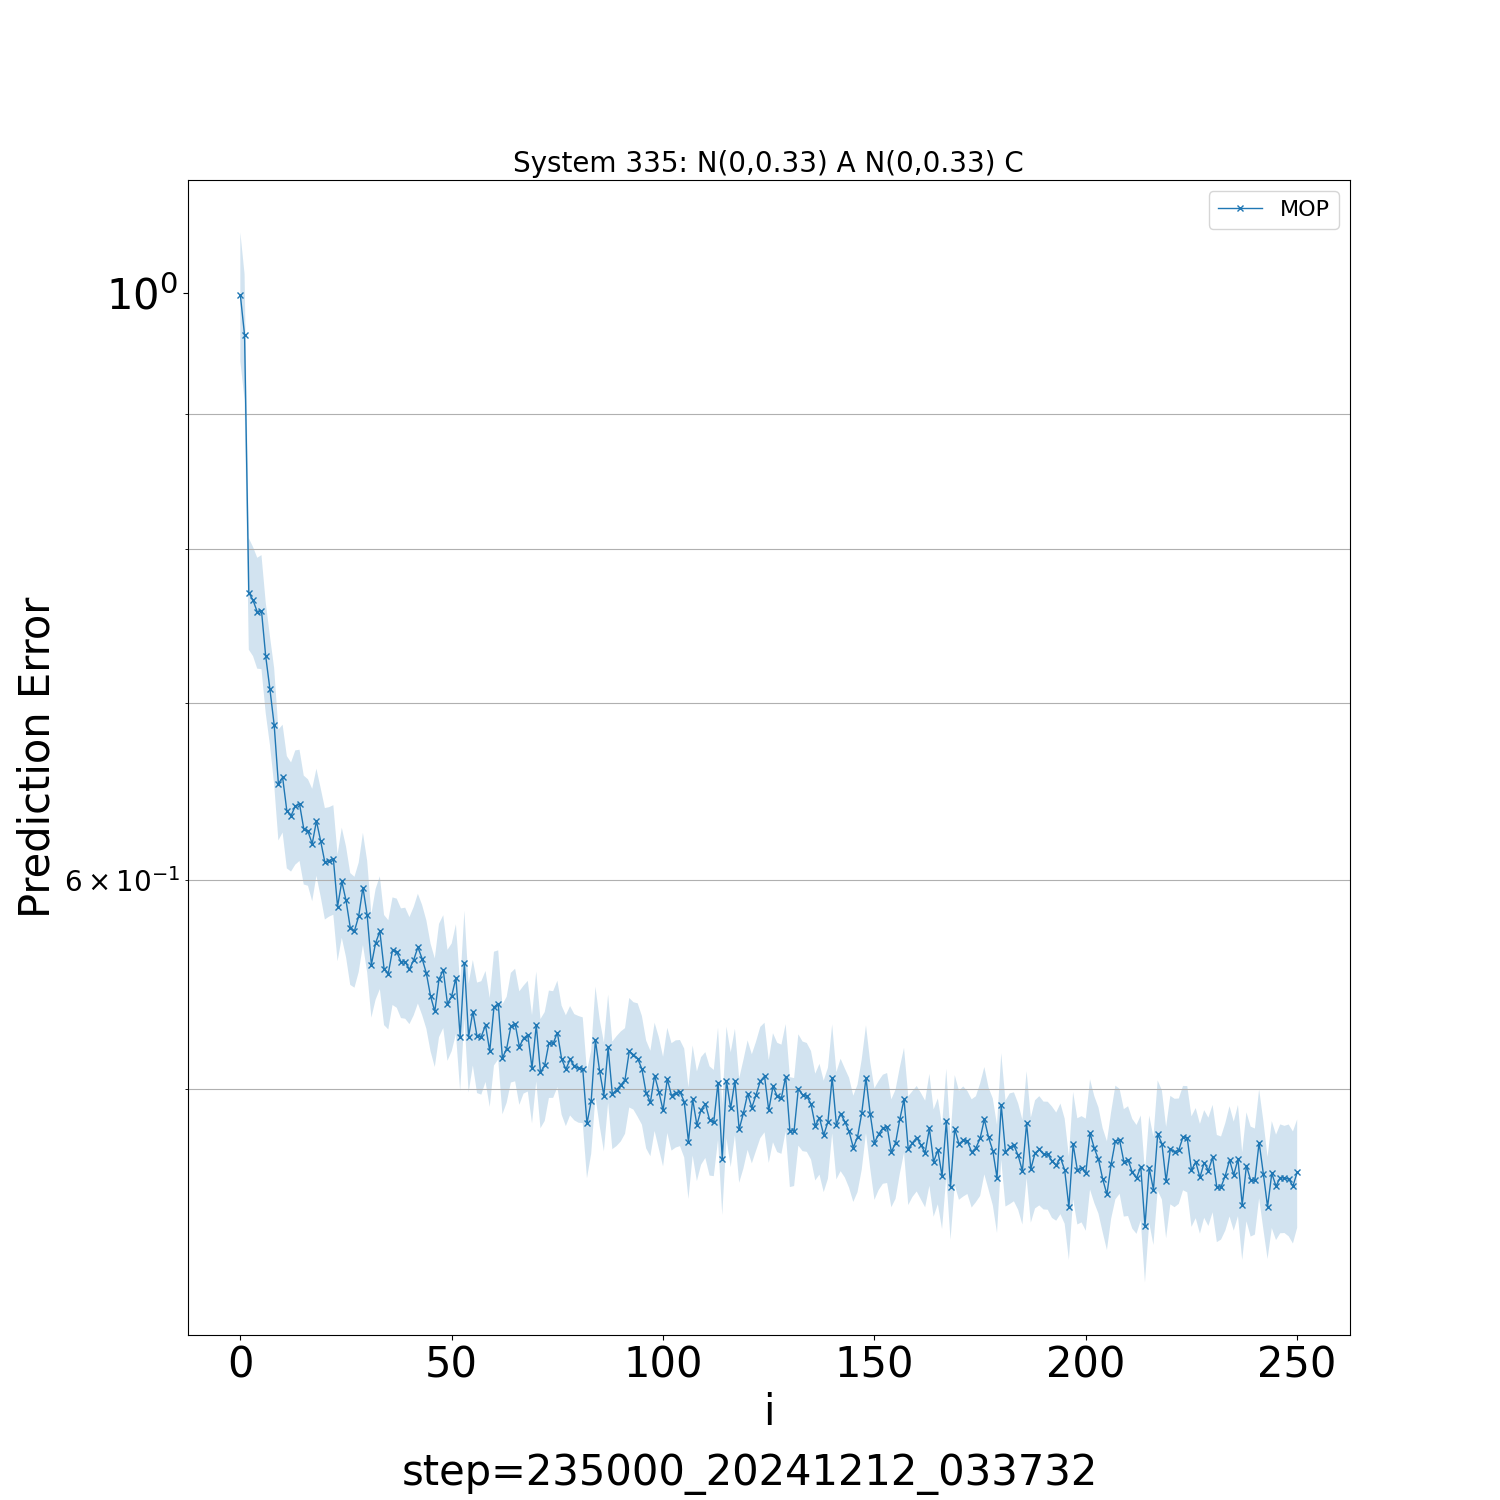 System 335: N(0,0.33) A N(0,0.33) C
MOP
10⁰
6 × 10⁻¹
Prediction Error
0 50 100 150 200 250
i
step=235000_20241212_033732